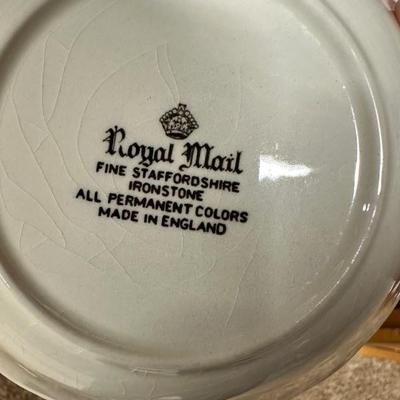 Royal Mail
FINE STAFFORDSHIRE
IRONSTONE
ALL PERMANENT COLORS
MADE IN ENGLAND